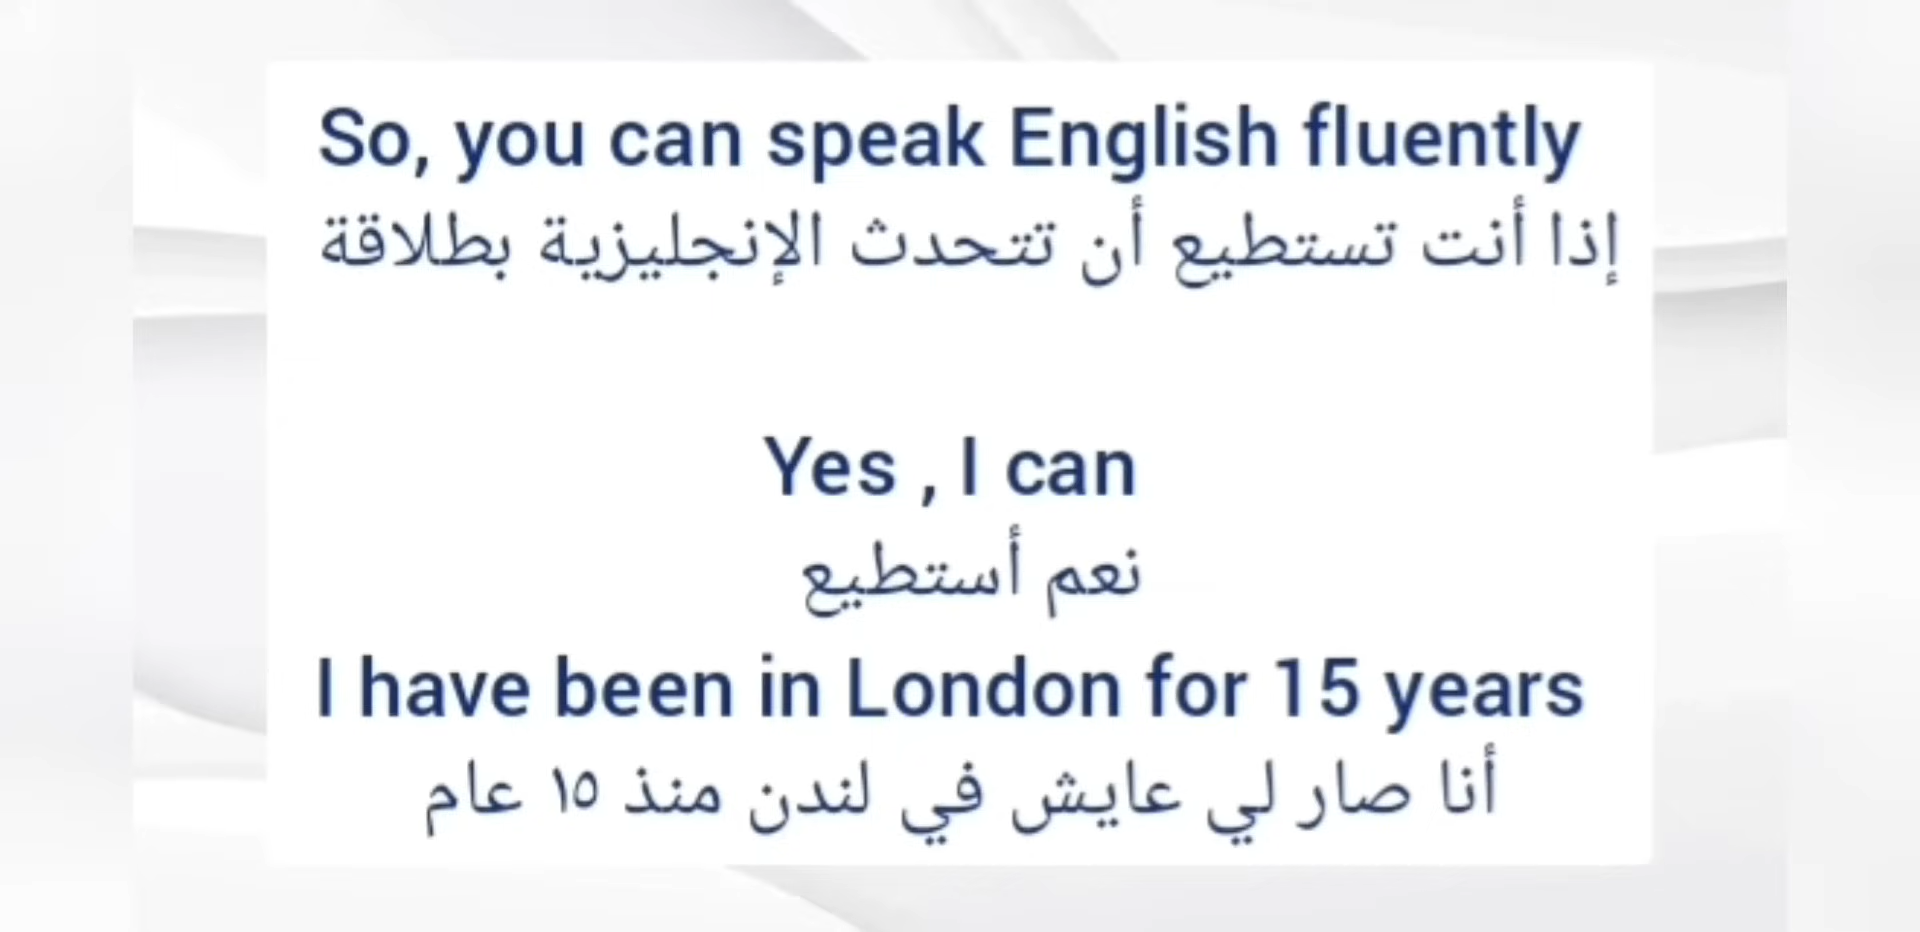 So, you can speak English fluently
إذا أنت تستطيع أن تتحدث الإنجليزية بطلاقة
Yes , I can
نعم أستطيع
I have been in London for 15 years
أنا صار لي عايش في لندن منذ ١٥ عام